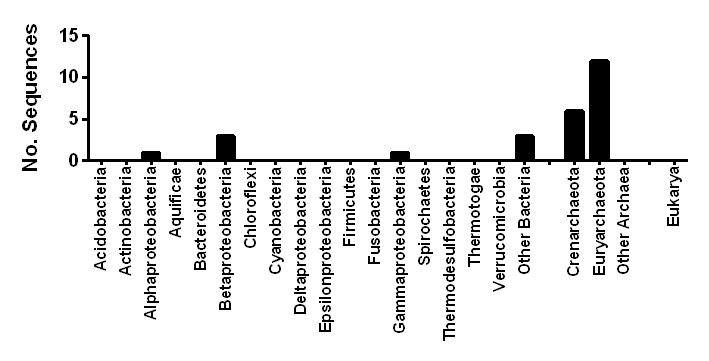 No. Sequences
15
10
5
0
Acidobacteria
Actinobacteria
Alphaproteobacteria
Aquificae
Bacteroidetes
Betaproteobacteria
Chloroflexi
Cyanobacteria
Deltaproteobacteria
Epsilonproteobacteria
Firmicutes
Fusobacteria
Gammaproteobacteria
Spirochaetes
Thermodesulfobacteria
Thermotogae
Verrucomicrobia
Other Bacteria
Crenarchaeota
Euryarchaeota
Other Archaea
Eukarya